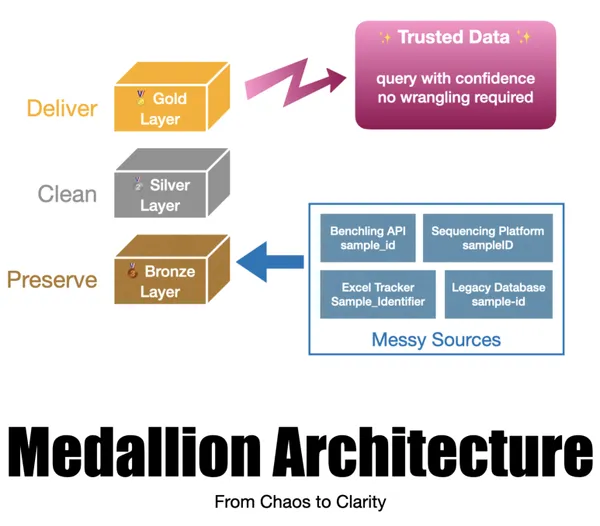 ✨ Trusted Data ✨
query with confidence
no wrangling required
Deliver
🥇 Gold
Layer
Clean
🥈 Silver
Layer
Preserve
🥉 Bronze
Layer
Benchling API
sample_id
Sequencing Platform
sampleID
Excel Tracker
Sample_Identifier
Legacy Database
sample-id
Messy Sources
Medallion Architecture
From Chaos to Clarity